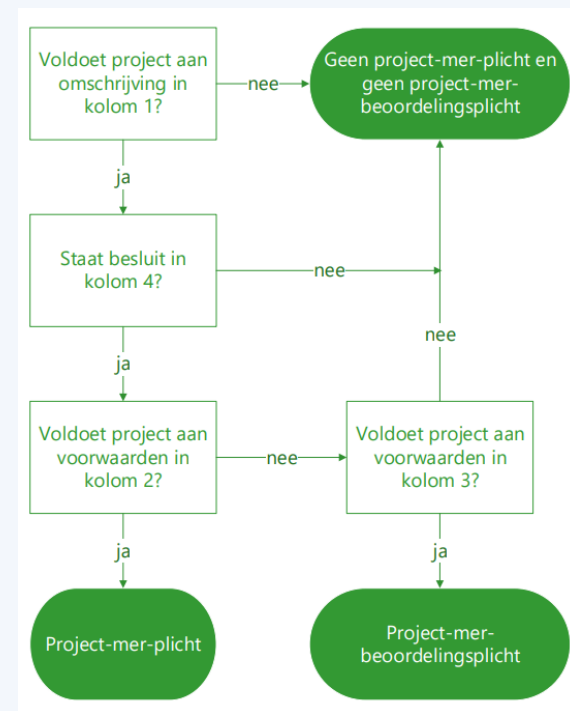 Voldoet project aan
omschrijving in
kolom 1?
nee
Geen project-mer-plicht en
geen project-mer-
beoordelingsplicht
ja
Staat besluit in
kolom 4?
nee
nee
ja
Voldoet project aan
voorwaarden in
kolom 2?
nee
Voldoet project aan
voorwaarden in
kolom 3?
ja
ja
Project-mer-plicht
Project-mer-
beoordelingsplicht